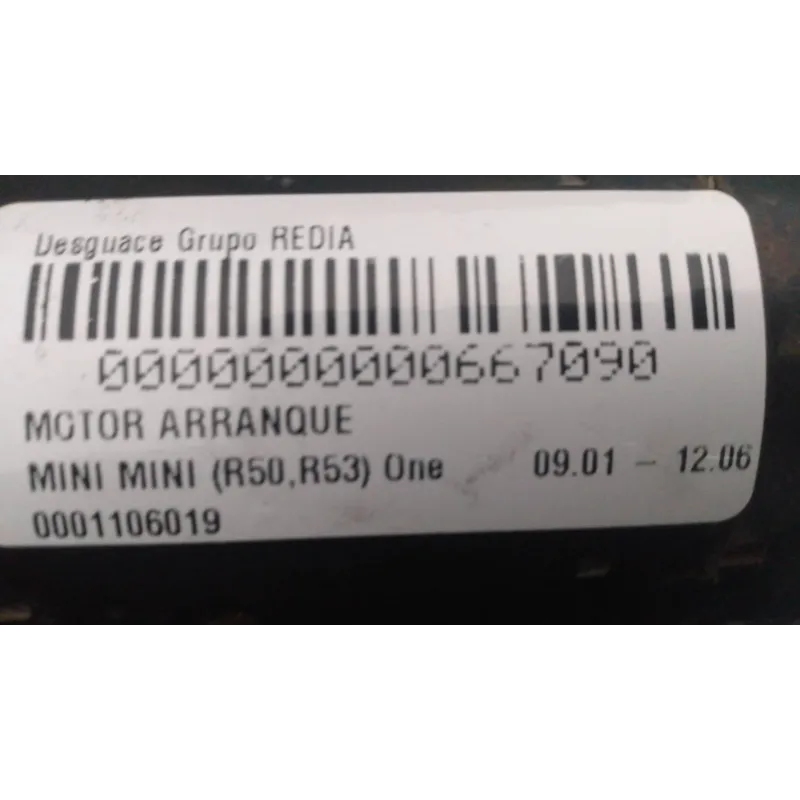 Desguace Grupo REDIA
0000000000667090
MOTOR ARRANQUE
MINI MINI (R50,R53) One 09.01 – 12.06
0001106019